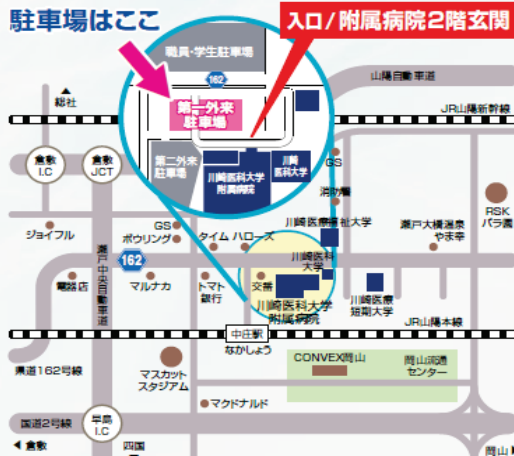 駐車場はここ
入口/附属病院2階玄関
職員・学生駐車場
162
第一外来
駐車場
第二外来
駐車場
川崎医科大学
附属病院
川崎
医科大学
山陽自動車道
JR山陽新幹線
総社
倉敷
I.C
倉敷
JCT
GS
消防署
川崎医療福祉大学
RSK
バラ園
瀬戸大橋温泉
やま幸
ジョイフル
GS
ボウリング
タイム
ハローズ
川崎医科
大学
瀬戸中央自動車道
162
電器店
マルナカ
トマト
銀行
交番
川崎医科大学
附属病院
川崎医療
短期大学
JR山陽本線
中庄駅
なかしょう
県道162号線
マスカット
スタジアム
CONVEX岡山
岡山流通
センター
マクドナルド
国道2号線
早島
I.C
倉敷
四国
岡山